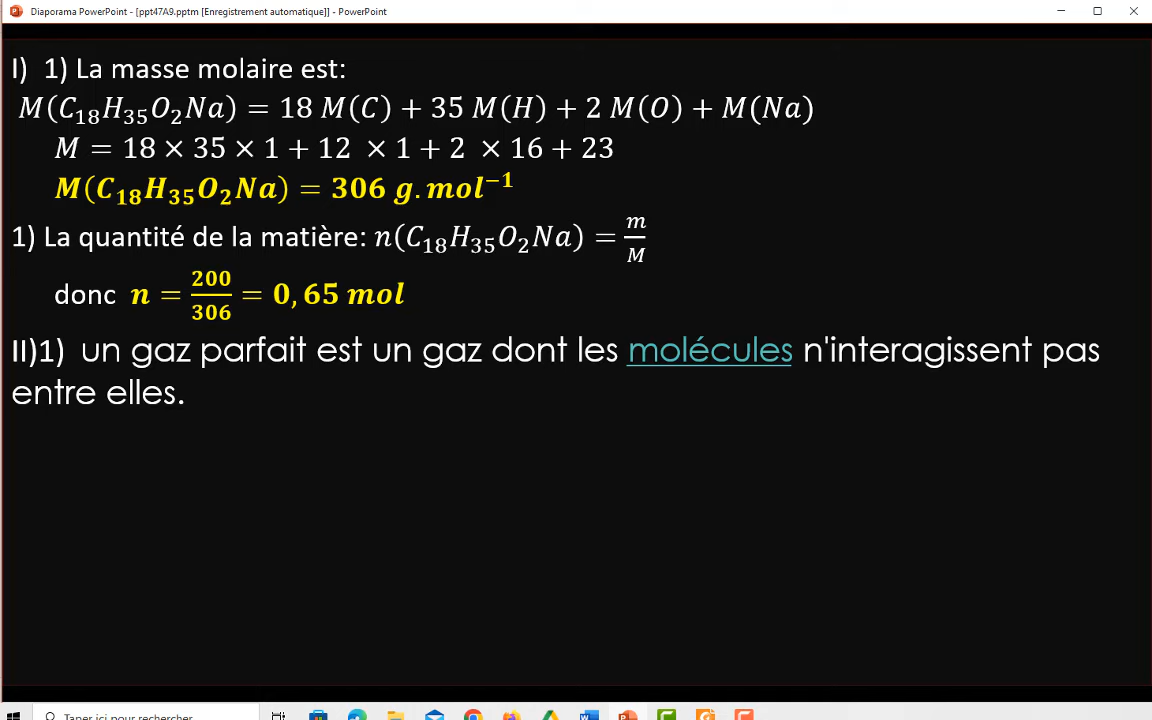 Diaporama PowerPoint - [ppt47A9.pptm [Enregistrement automatique]] - PowerPoint
I) 1) La masse molaire est:
M(C₁₈H₃₅O₂Na) = 18 M(C) + 35 M(H) + 2 M(O) + M(Na)
M = 18 × 35 × 1 + 12 × 1 + 2 × 16 + 23
M(C₁₈H₃₅O₂Na) = 306 g.mol⁻¹
1) La quantité de la matière: n(C₁₈H₃₅O₂Na) = m/M
donc n = 200/306 = 0,65 mol
II)1) un gaz parfait est un gaz dont les molécules n'interagissent pas
entre elles.
Taper ici pour rechercher